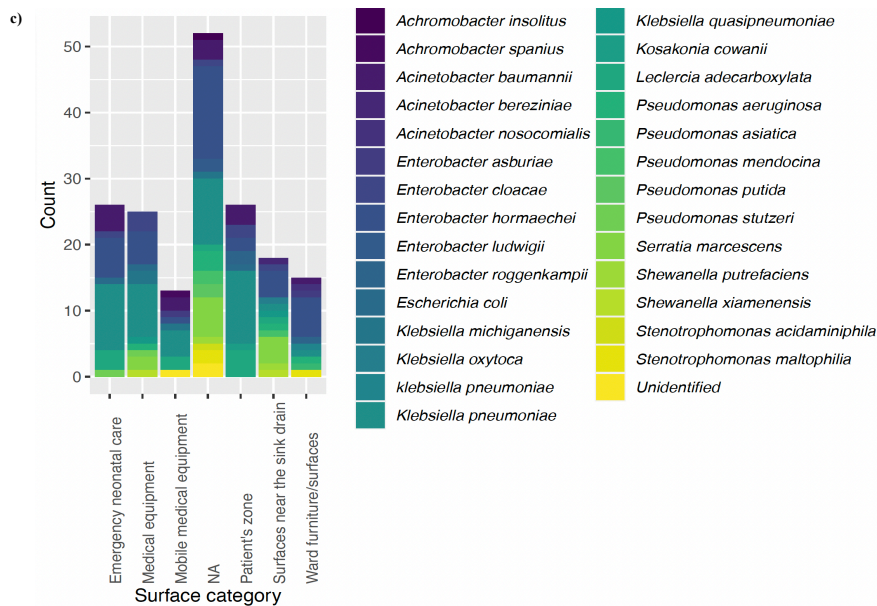 c)
50
40
30
20
10
0
Count
Emergency neonatal care
Medical equipment
Mobile medical equipment
NA
Patient's zone
Surfaces near the sink drain
Ward furniture/surfaces
Surface category
Achromobacter insolitus
Achromobacter spanius
Acinetobacter baumannii
Acinetobacter bereziniae
Acinetobacter nosocomialis
Enterobacter asburiae
Enterobacter cloacae
Enterobacter hormaechei
Enterobacter ludwigii
Enterobacter roggenkampii
Escherichia coli
Klebsiella michiganensis
Klebsiella oxytoca
klebsiella pneumoniae
Klebsiella pneumoniae
Klebsiella quasipneumoniae
Kosakonia cowanii
Leclercia adecarboxylata
Pseudomonas aeruginosa
Pseudomonas asiatica
Pseudomonas mendocina
Pseudomonas putida
Pseudomonas stutzeri
Serratia marcescens
Shewanella putrefaciens
Shewanella xiamenensis
Stenotrophomonas acidaminiphila
Stenotrophomonas maltophilia
Unidentified